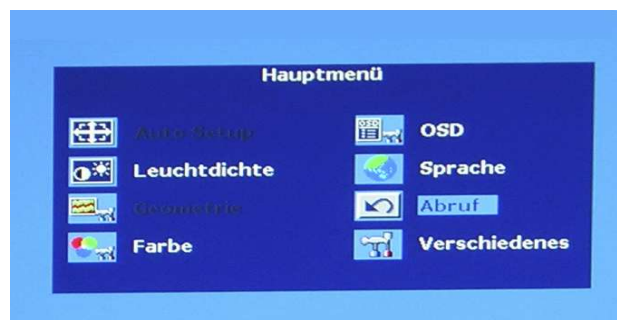 Hauptmenü
Auto Setup
Leuchtdichte
Geometrie
Farbe
OSD
Sprache
Abruf
Verschiedenes